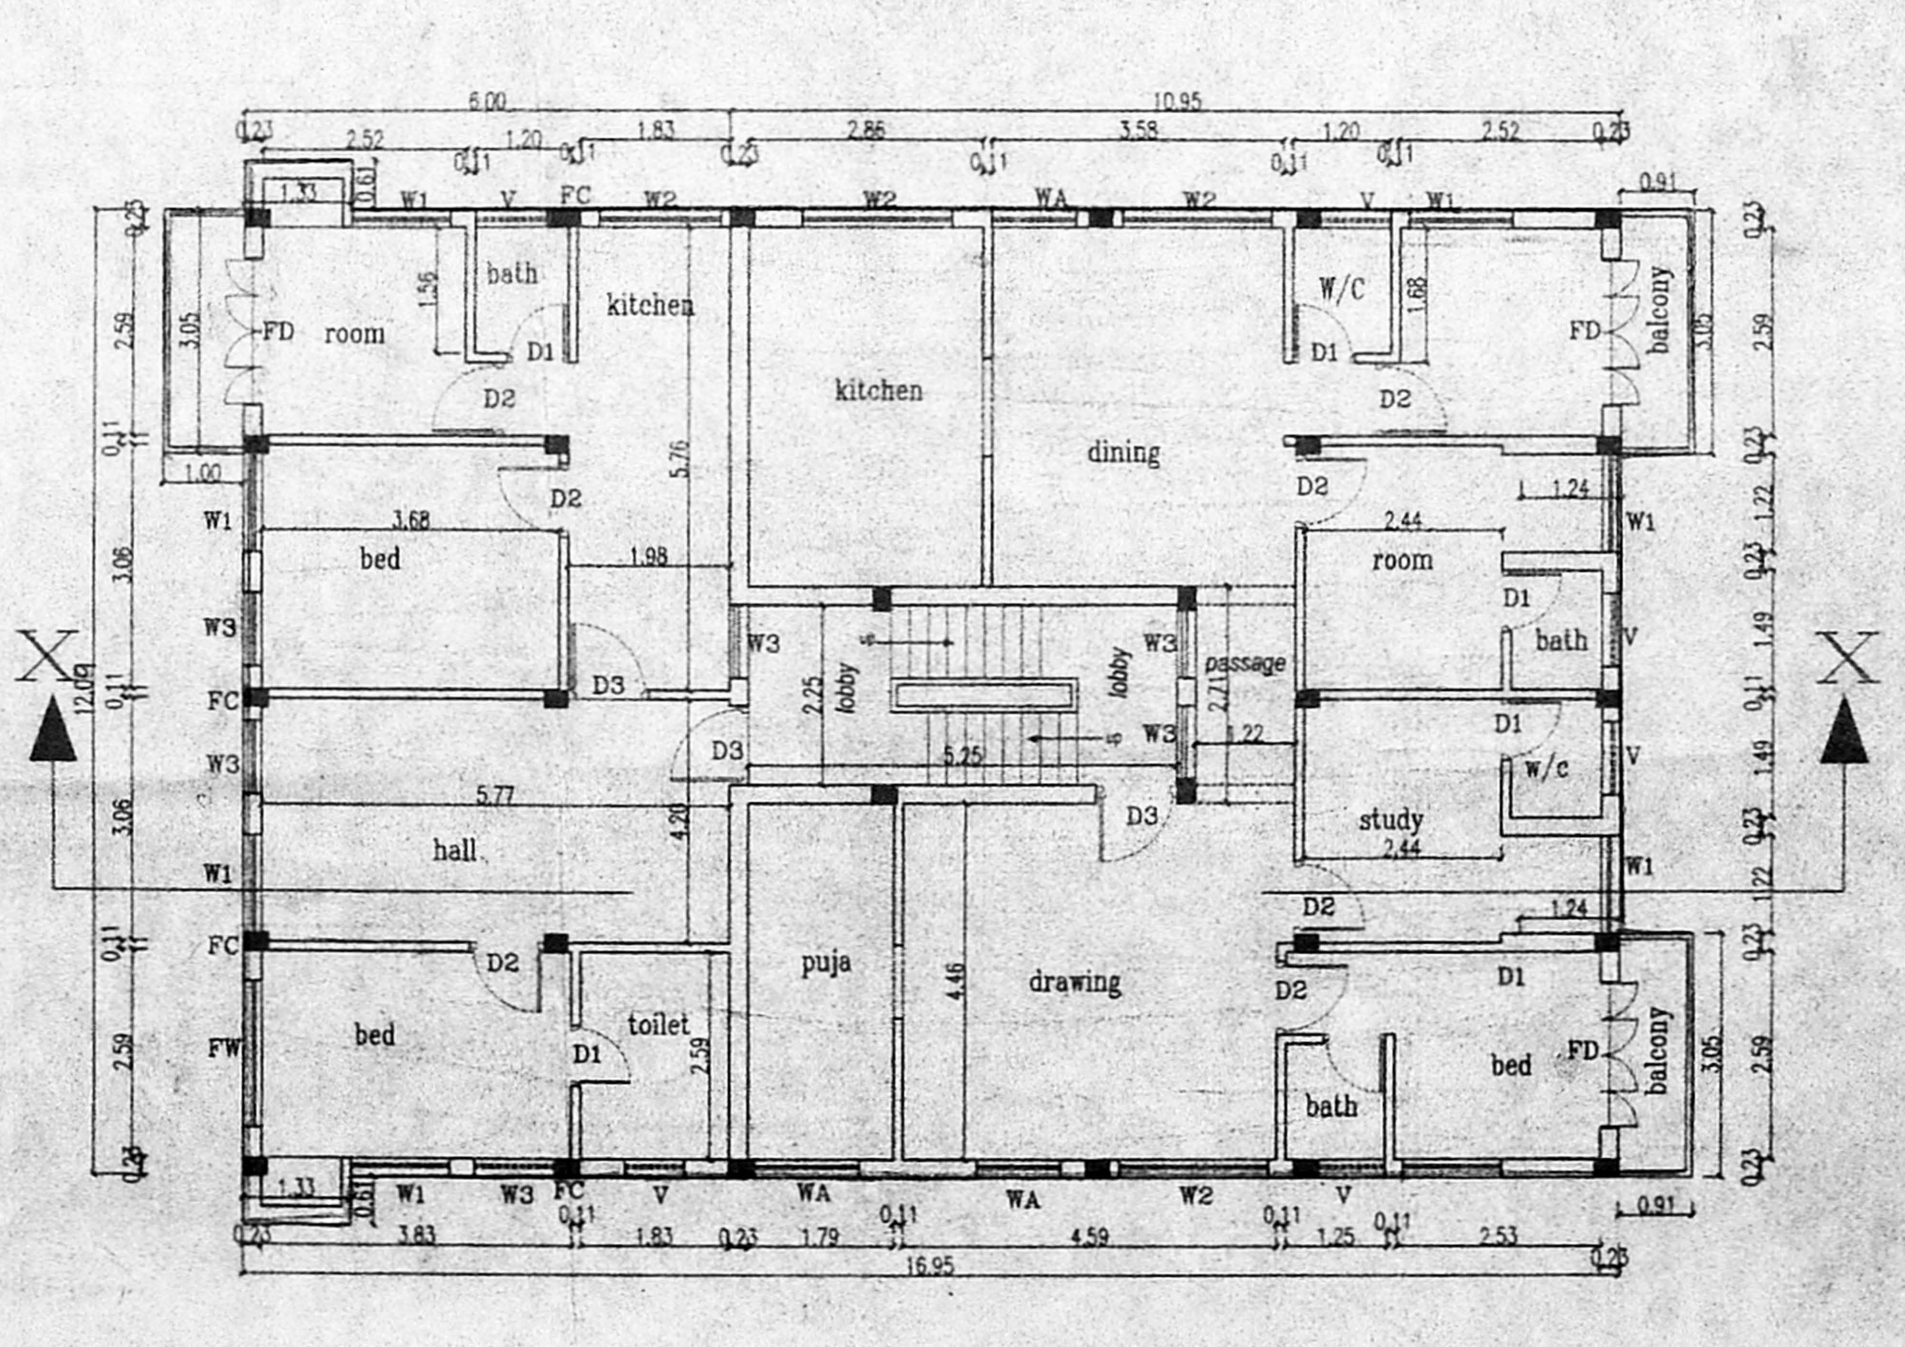 6.00 10.95
0.23 2.52 1.20 1.83 2.86 3.58 1.20 2.52 0.23
0.11 0.11 0.23 0.11 0.11 0.11
1.33 0.61 W1 V FC W2 W2 WA W2 V W1 0.91
0.23 0.23
bath W/C balcony
1.56 kitchen 1.68
2.59 3.05 FD room D1 D1 FD 3.05 2.59
D2 kitchen D2
0.11 dining 0.23
1.00 5.76 D2 D2 1.24 1.22
W1 3.68 2.44 W1
3.06 bed 1.98 room 0.23
W3 D1
X W3 up W3 bath V 1.49 X
12.09 lobby lobby passage
0.11 FC D3 2.25 2.71 0.11
D3 W3 1.22 D1
W3 5.25 up w/c V 1.49
5.77
3.06 4.20 D3 study 0.23
hall 2.44
W1 W1 1.22
D2 1.24
0.11 FC D2 puja 0.23
drawing D2 D1
4.46
bed toilet
FW D1 2.59 FD balcony 3.05 2.59
2.59 bed
bath
0.23 0.23
1.33 0.61 W1 W3 FC V WA WA W2 V 0.91
0.11 0.11 0.11 0.11
0.23 3.83 1.83 0.23 1.79 4.59 1.25 2.53 0.23
16.95